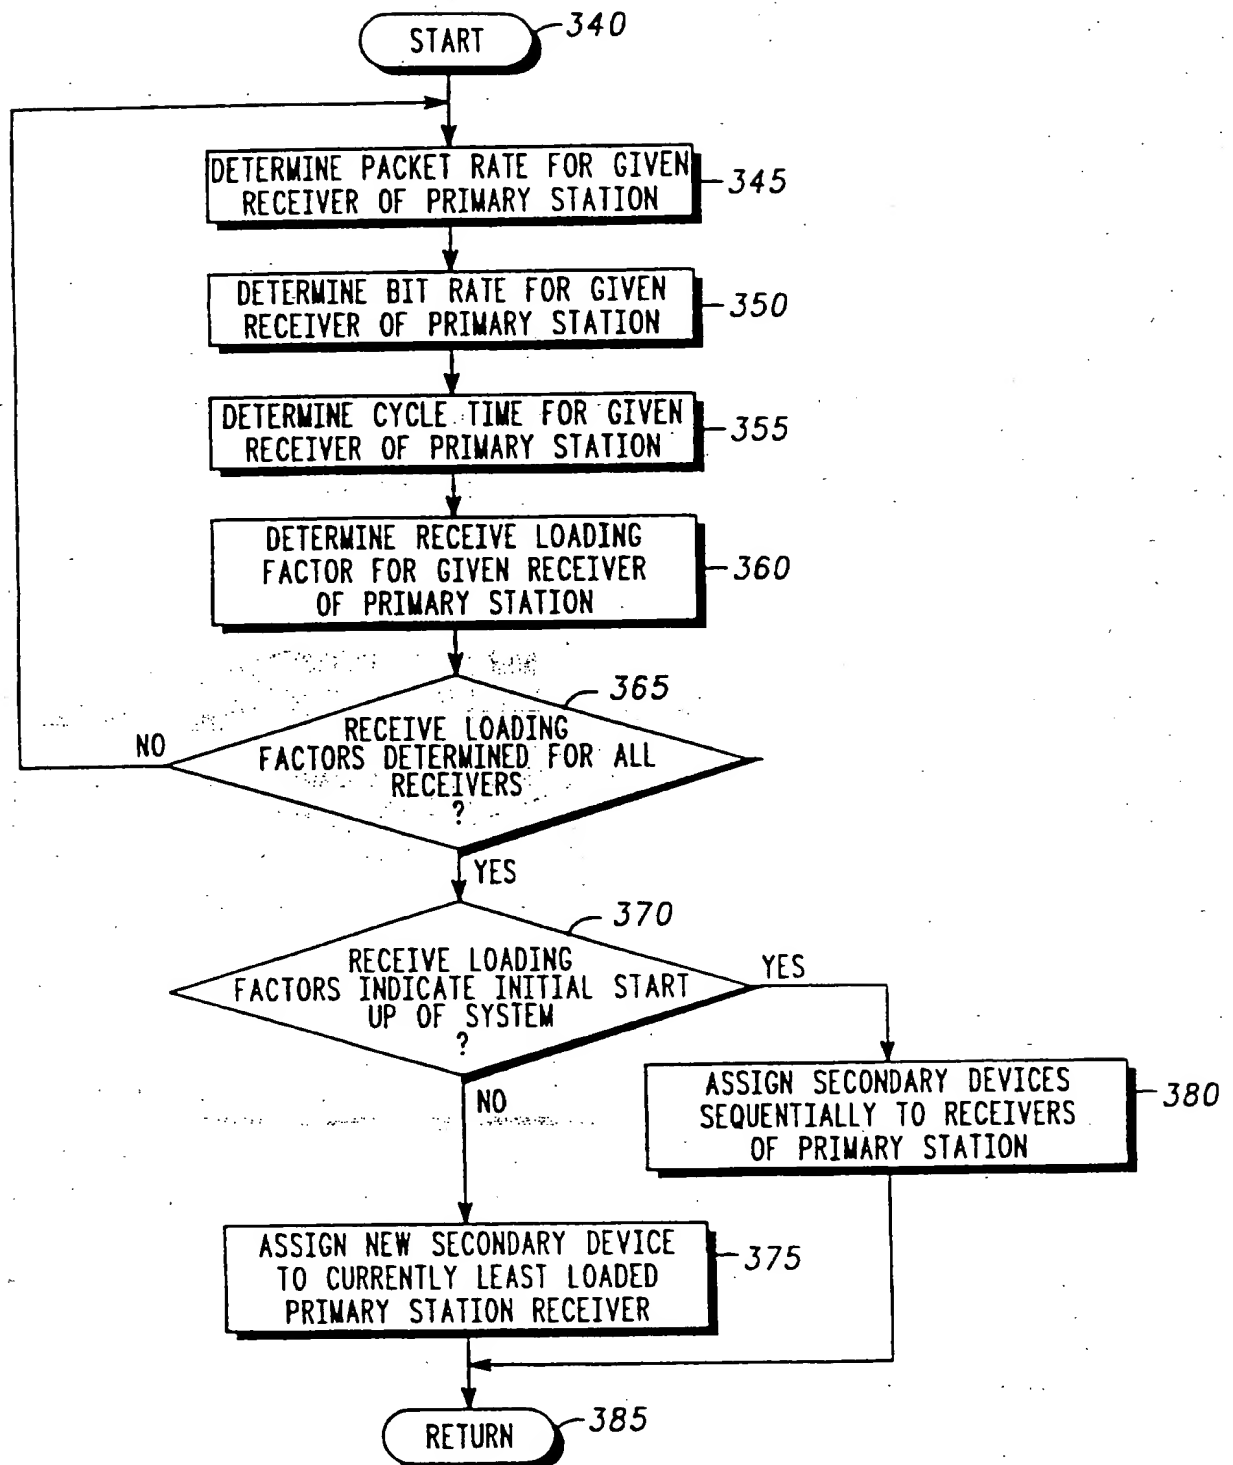 START
340
DETERMINE PACKET RATE FOR GIVEN
RECEIVER OF PRIMARY STATION
345
DETERMINE BIT RATE FOR GIVEN
RECEIVER OF PRIMARY STATION
350
DETERMINE CYCLE TIME FOR GIVEN
RECEIVER OF PRIMARY STATION
355
DETERMINE RECEIVE LOADING
FACTOR FOR GIVEN RECEIVER
OF PRIMARY STATION
360
365
RECEIVE LOADING
FACTORS DETERMINED FOR ALL
RECEIVERS
?
NO
YES
370
RECEIVE LOADING
FACTORS INDICATE INITIAL START
UP OF SYSTEM
?
YES
NO
ASSIGN SECONDARY DEVICES
SEQUENTIALLY TO RECEIVERS
OF PRIMARY STATION
380
ASSIGN NEW SECONDARY DEVICE
TO CURRENTLY LEAST LOADED
PRIMARY STATION RECEIVER
375
RETURN
385